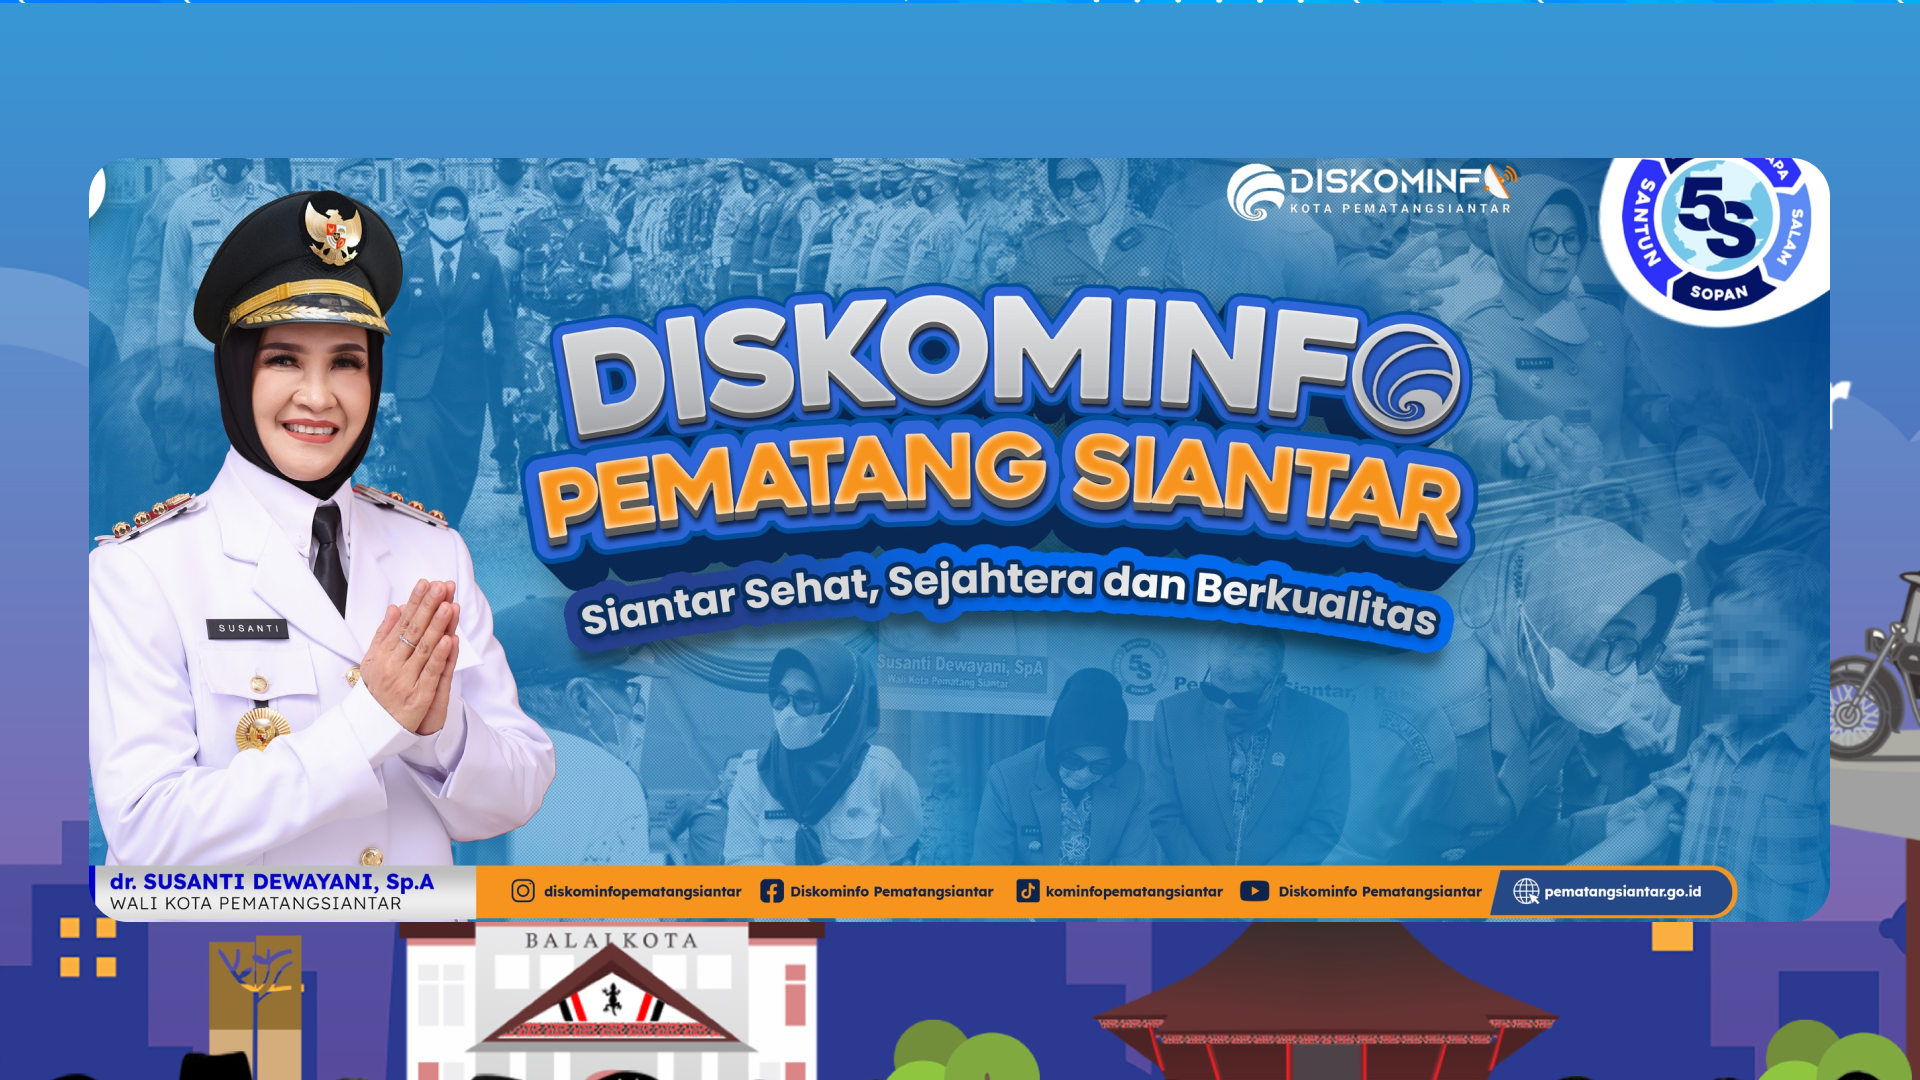 DISKOMINFO
KOTA PEMATANGSIANTAR
SANTUN
5S
SALAM
SOPAN
DISKOMINFO
PEMATANG SIANTAR
Siantar Sehat, Sejahtera dan Berkualitas
SUSANTI
Susanti Dewayani, SpA
Wali Kota Pematang Siantar
5S
dr. SUSANTI DEWAYANI, Sp.A
WALI KOTA PEMATANGSIANTAR
diskominfopematangsiantar
Diskominfo Pematangsiantar
kominfopematangsiantar
Diskominfo Pematangsiantar
pematangsiantar.go.id
BALAI KOTA